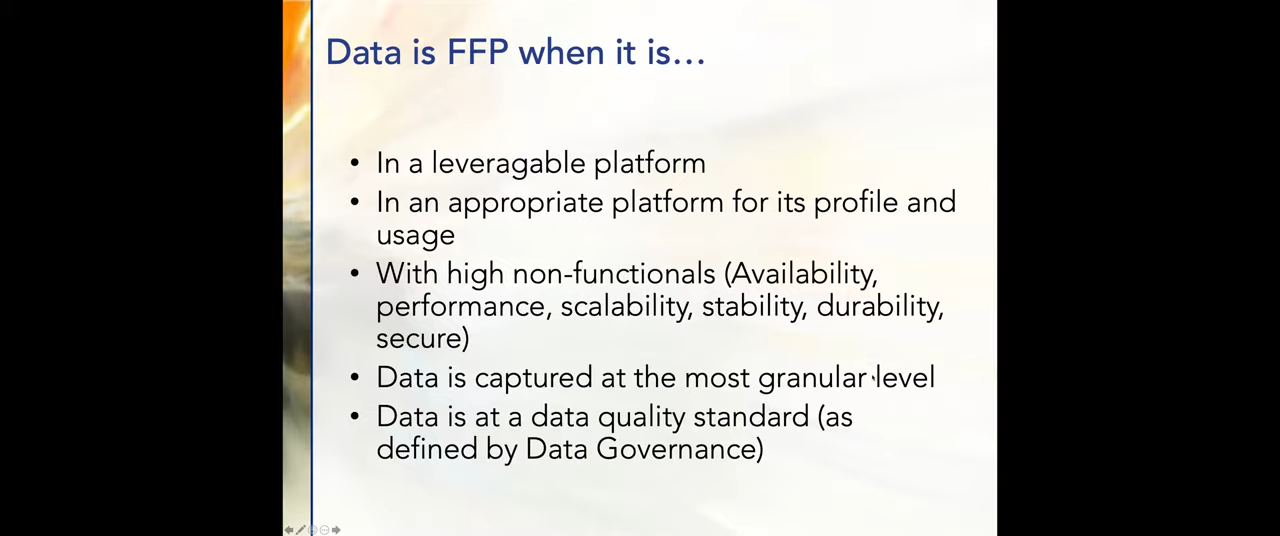 Data is FFP when it is...
• In a leveragable platform
• In an appropriate platform for its profile and
usage
• With high non-functionals (Availability,
performance, scalability, stability, durability,
secure)
• Data is captured at the most granular level
• Data is at a data quality standard (as
defined by Data Governance)